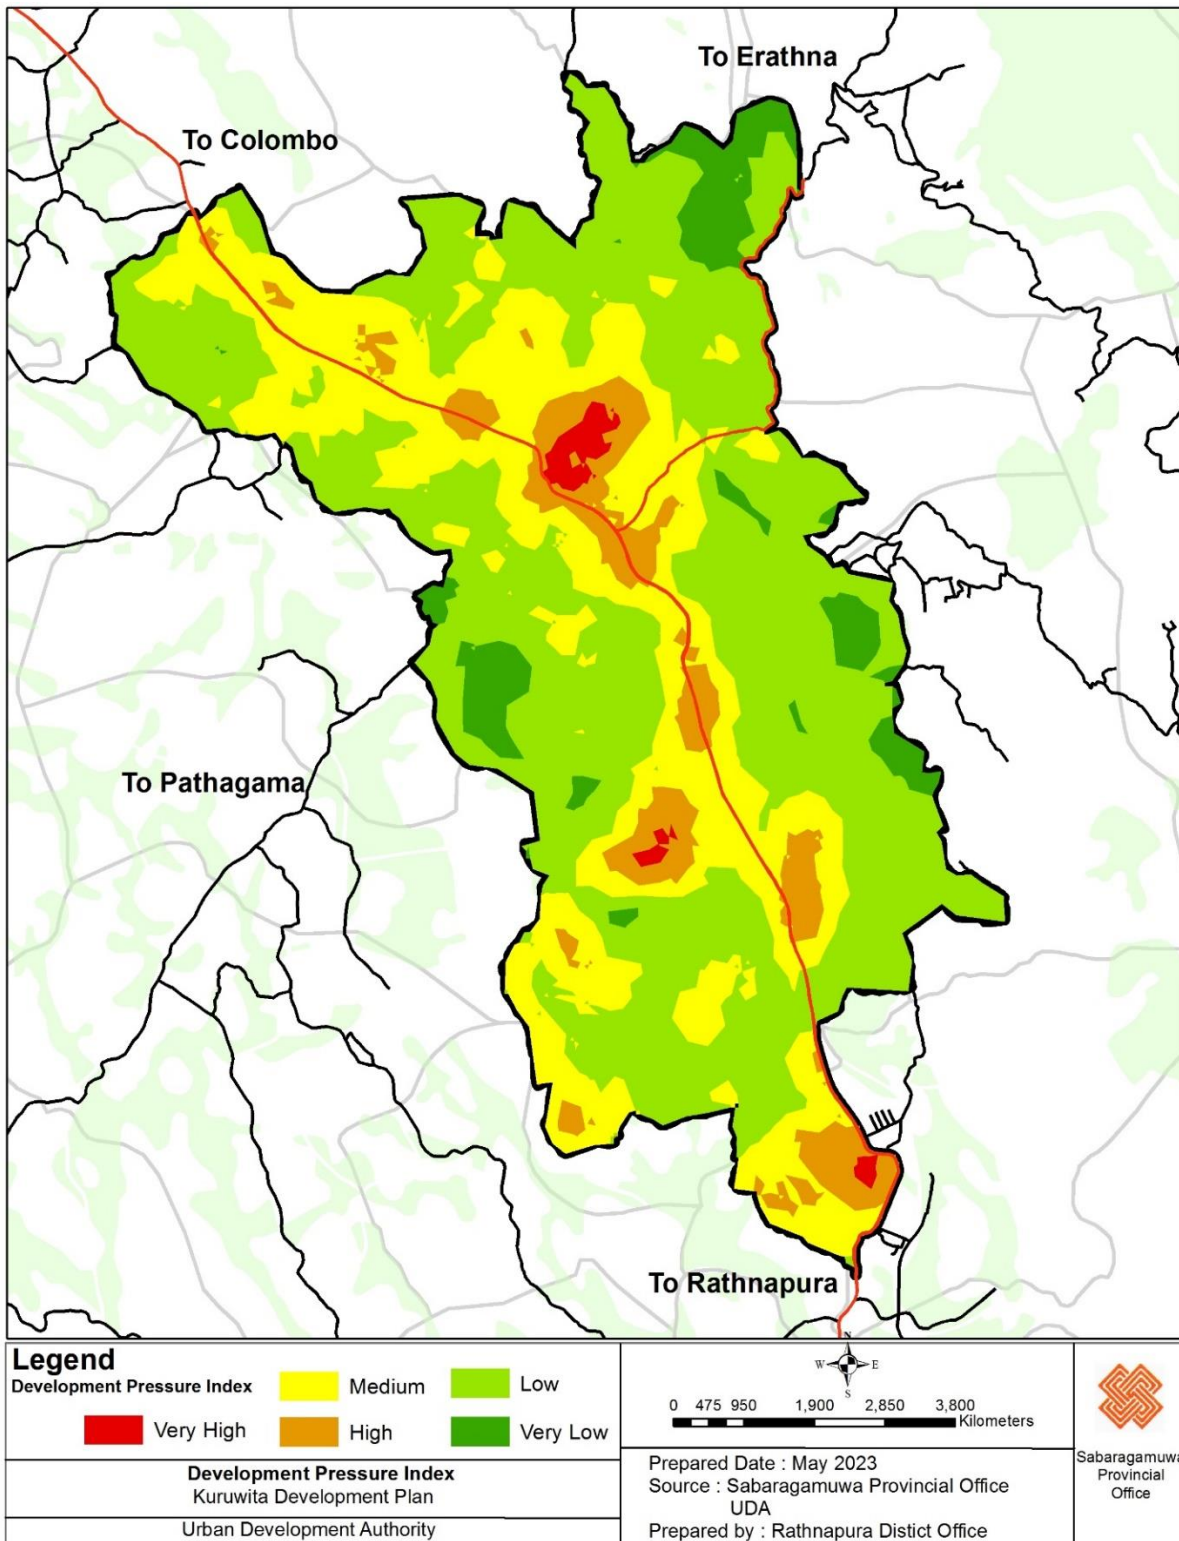 To Erathna
To Colombo
To Pathagama
To Rathnapura
Legend
Development Pressure Index
Medium
Low
Very High
High
Very Low
Development Pressure Index
Kuruwita Development Plan
Urban Development Authority
N
W E
S
0 475 950 1,900 2,850 3,800
Kilometers
Prepared Date : May 2023
Source : Sabaragamuwa Provincial Office
UDA
Prepared by : Rathnapura Distict Office
Sabaragamuwa
Provincial
Office